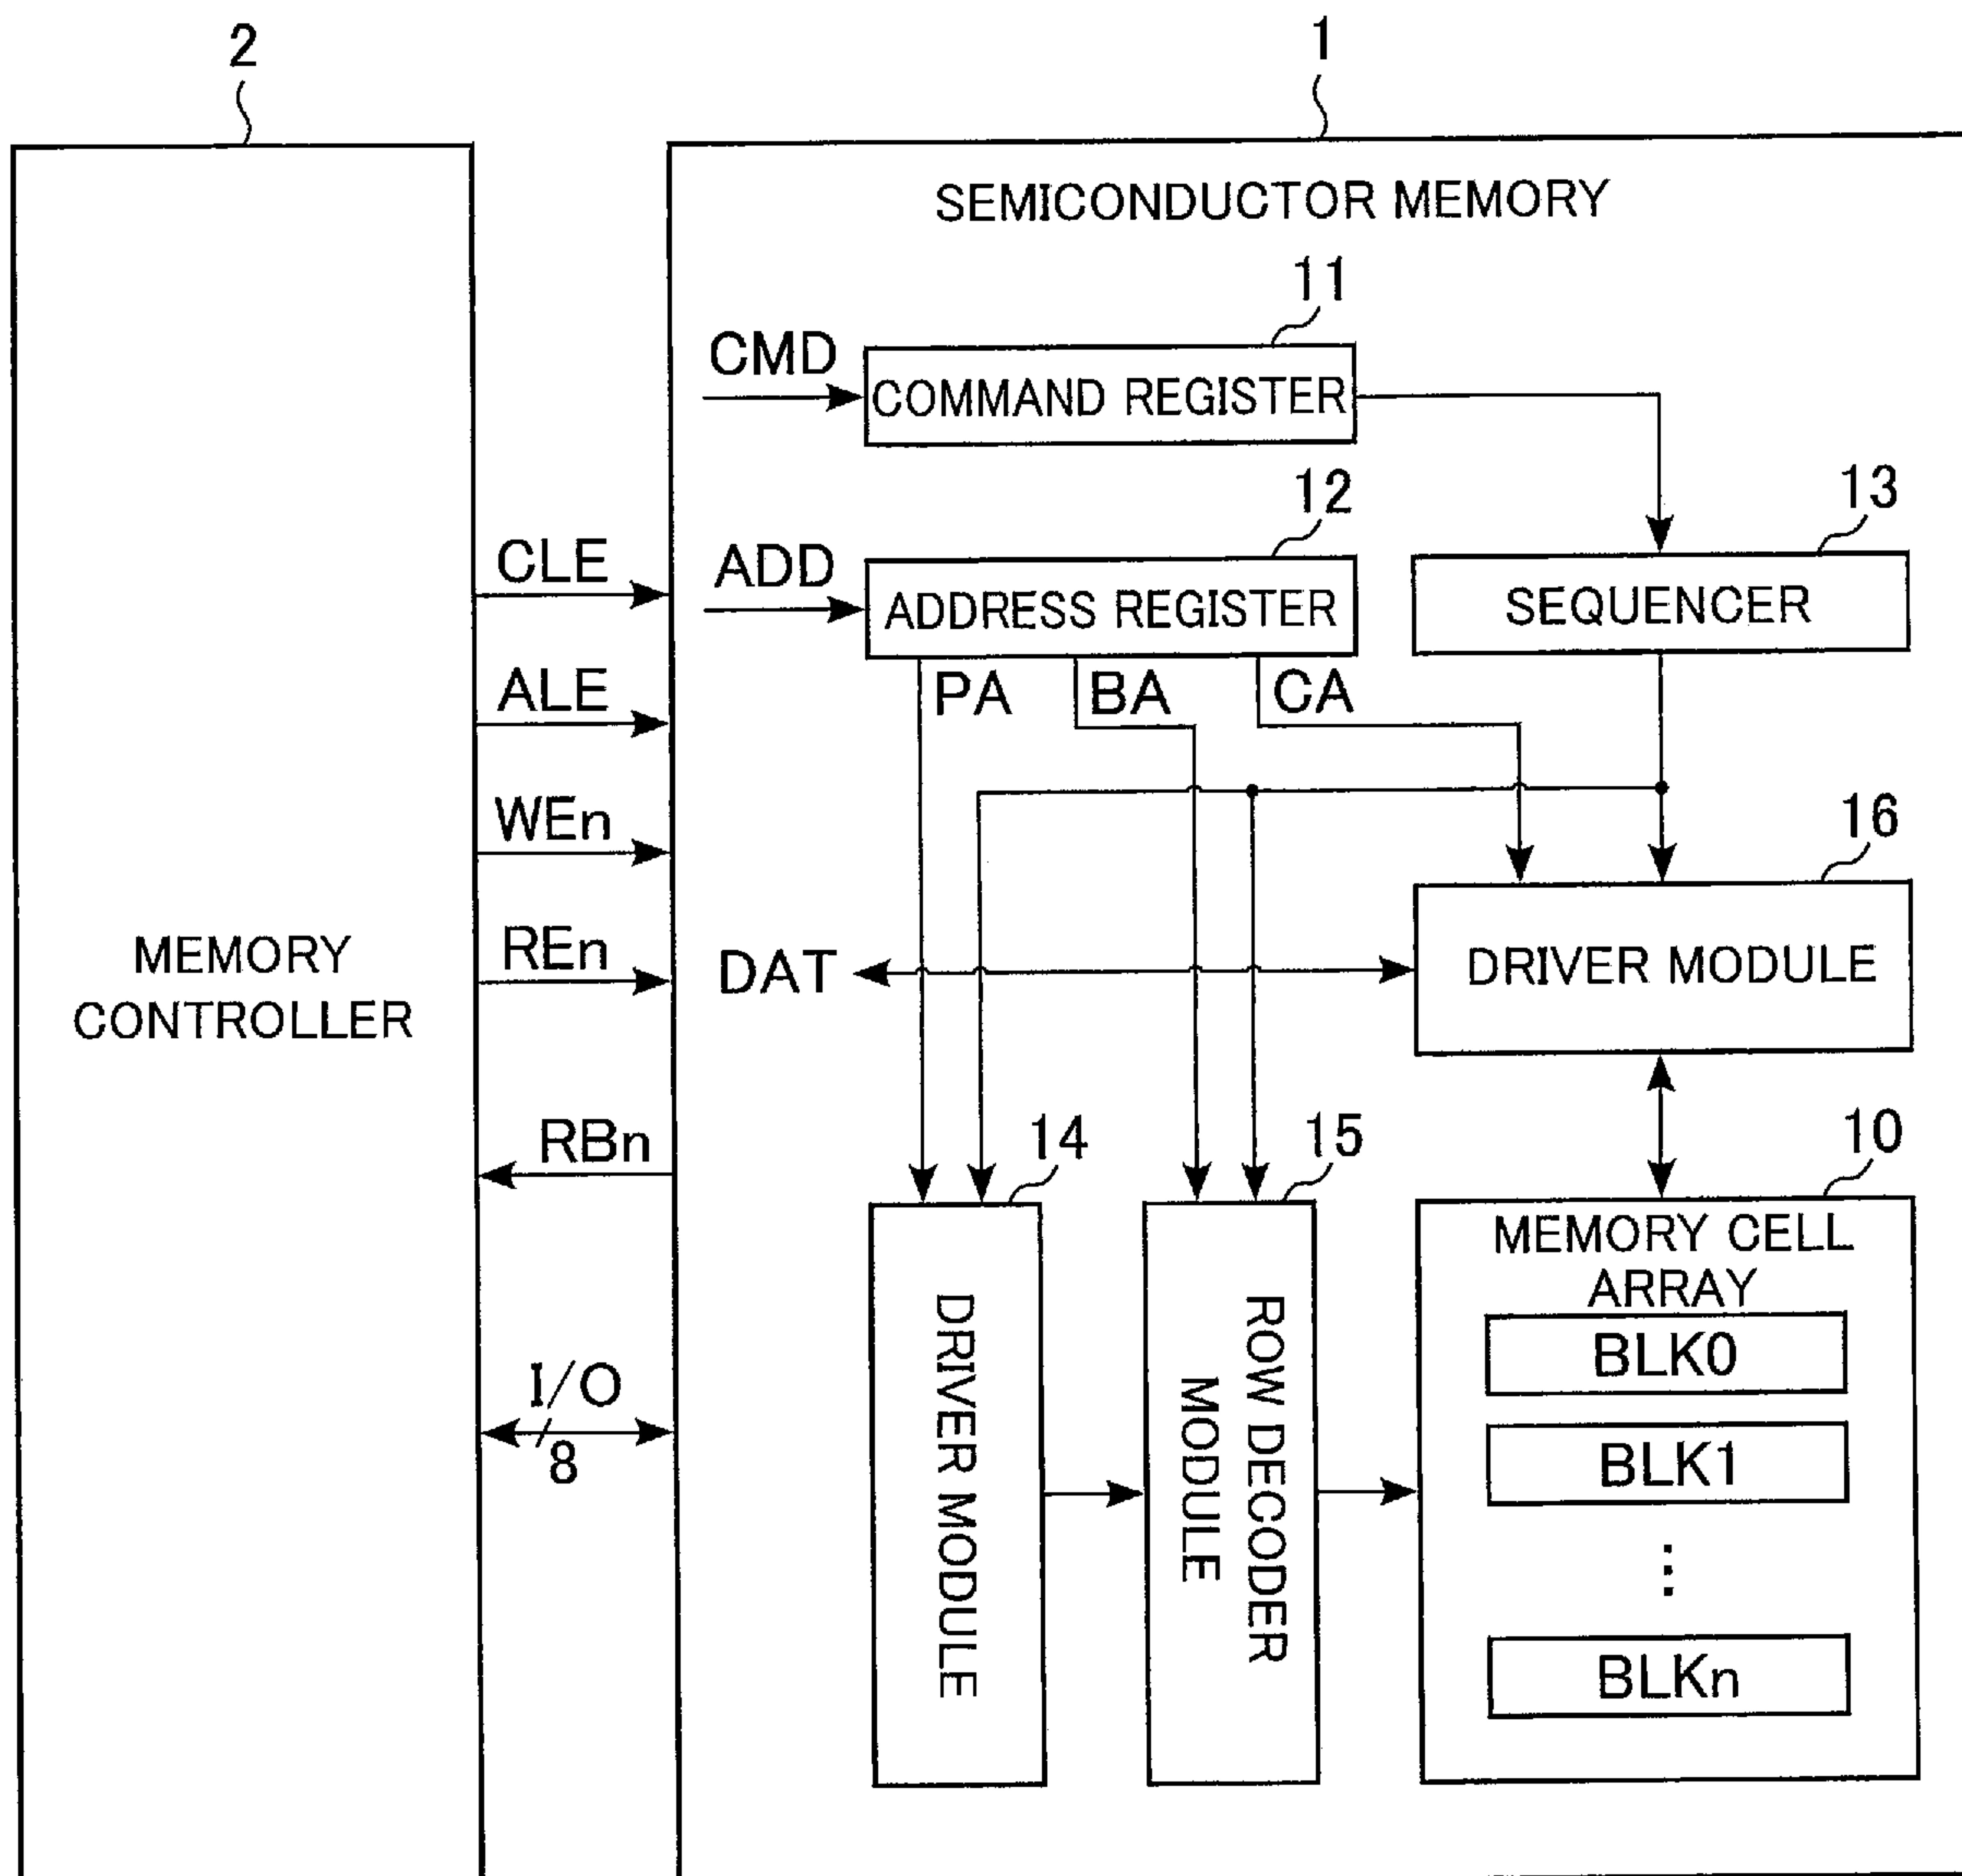 2
1
SEMICONDUCTOR MEMORY
11
CMD
COMMAND REGISTER
12
13
CLE
ADD
ADDRESS REGISTER
SEQUENCER
ALE
PA
BA
CA
WEn
16
MEMORY
CONTROLLER
REn
DAT
DRIVER MODULE
RBn
14
15
10
MEMORY CELL
ARRAY
BLK0
I/O
8
BLK1
DRIVER MODULE
ROW DECODER
MODULE
⋮
BLKn